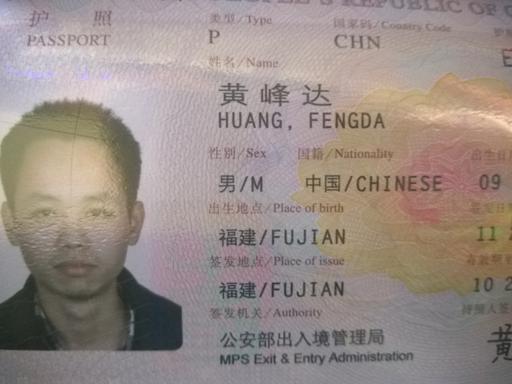 PEOPLE'S REPUBLIC OF
护 照
PASSPORT
类型/Type
P
国家码/Country Code
CHN
姓名/Name
黄峰达
HUANG, FENGDA
性别/Sex 国籍/Nationality
男/M 中国/CHINESE 09
出生地点/Place of birth
福建/FUJIAN 11
签发地点/Place of issue
福建/FUJIAN 10
签发机关/Authority
公安部出入境管理局
MPS Exit & Entry Administration